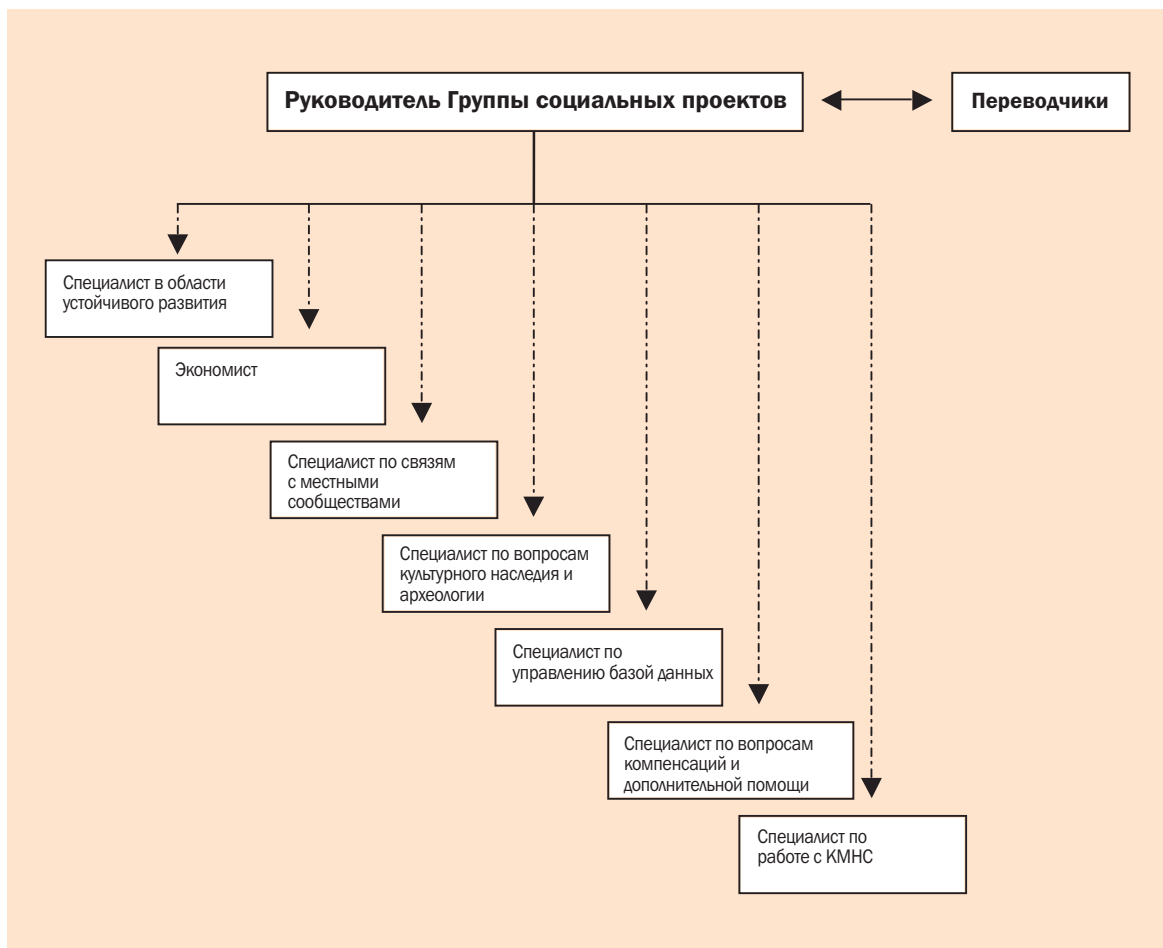 Руководитель Группы социальных проектов
Переводчики
Специалист в области
устойчивого развития
Экономист
Специалист по связям
с местными
сообществами
Специалист по вопросам
культурного наследия и
археологии
Специалист по
управлению базой данных
Специалист по вопросам
компенсаций и
дополнительной помощи
Специалист по
работе с КМНС